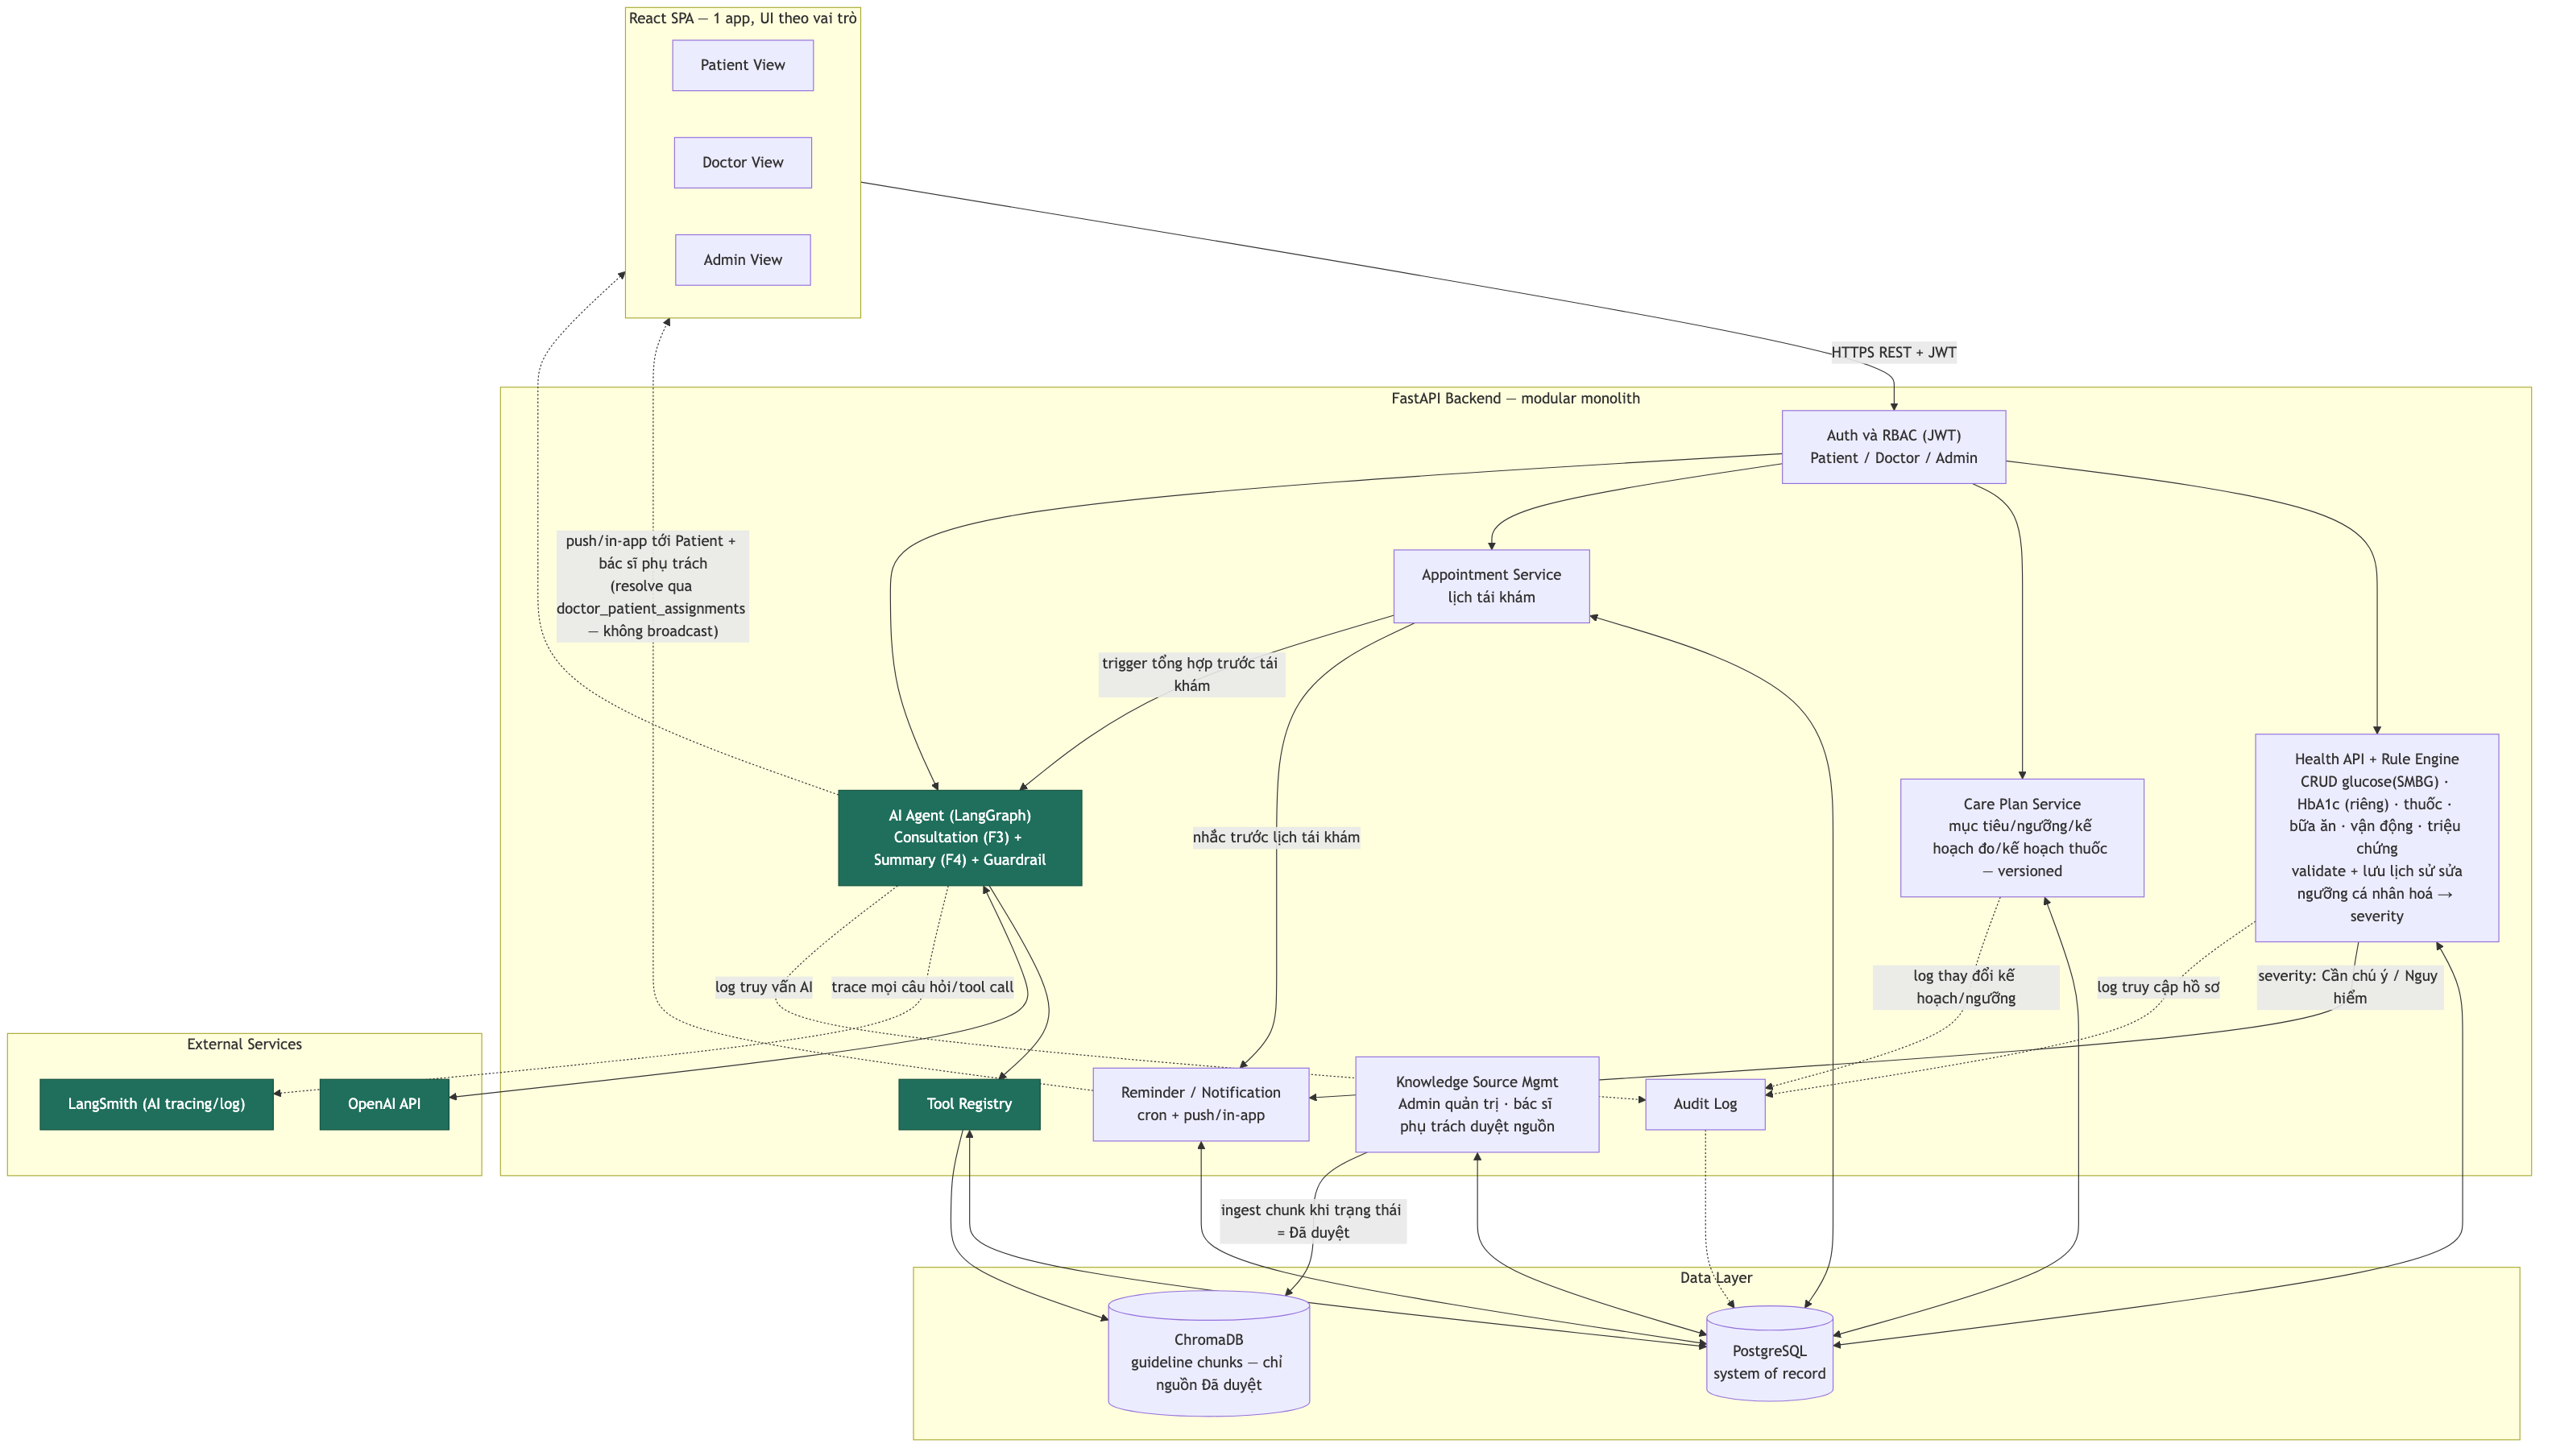 React SPA — 1 app, UI theo vai trò
Patient View
Doctor View
Admin View
HTTPS REST + JWT
FastAPI Backend — modular monolith
Auth và RBAC (JWT)
Patient / Doctor / Admin
push/in-app tới Patient +
bác sĩ phụ trách
(resolve qua
doctor_patient_assignments
— không broadcast)
Appointment Service
lịch tái khám
trigger tổng hợp trước tái
khám
AI Agent (LangGraph)
Consultation (F3) +
Summary (F4) + Guardrail
nhắc trước lịch tái khám
Care Plan Service
mục tiêu/ngưỡng/kế
hoạch đo/kế hoạch thuốc
— versioned
Health API + Rule Engine
CRUD glucose(SMBG) ·
HbA1c (riêng) · thuốc ·
bữa ăn · vận động · triệu
chứng
validate + lưu lịch sử sửa
ngưỡng cá nhân hoá →
severity
log truy vấn AI
trace mọi câu hỏi/tool call
log thay đổi kế
hoạch/ngưỡng
log truy cập hồ sơ
severity: Cần chú ý / Nguy
hiểm
External Services
LangSmith (AI tracing/log)
OpenAI API
Tool Registry
Reminder / Notification
cron + push/in-app
Knowledge Source Mgmt
Admin quản trị · bác sĩ
phụ trách duyệt nguồn
Audit Log
ingest chunk khi trạng thái
= Đã duyệt
Data Layer
ChromaDB
guideline chunks — chỉ
nguồn Đã duyệt
PostgreSQL
system of record